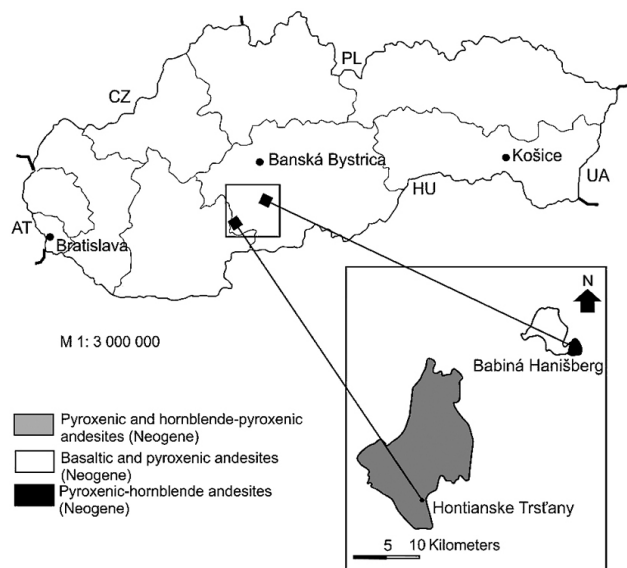 PL
CZ
Banská Bystrica
Košice
UA
HU
AT
Bratislava
N
M 1: 3 000 000
Babiná Hanišberg
Pyroxenic and hornblende-pyroxenic
andesites (Neogene)
Basaltic and pyroxenic andesites
(Neogene)
Pyroxenic-hornblende andesites
(Neogene)
Hontianske Trsťany
5 10 Kilometers